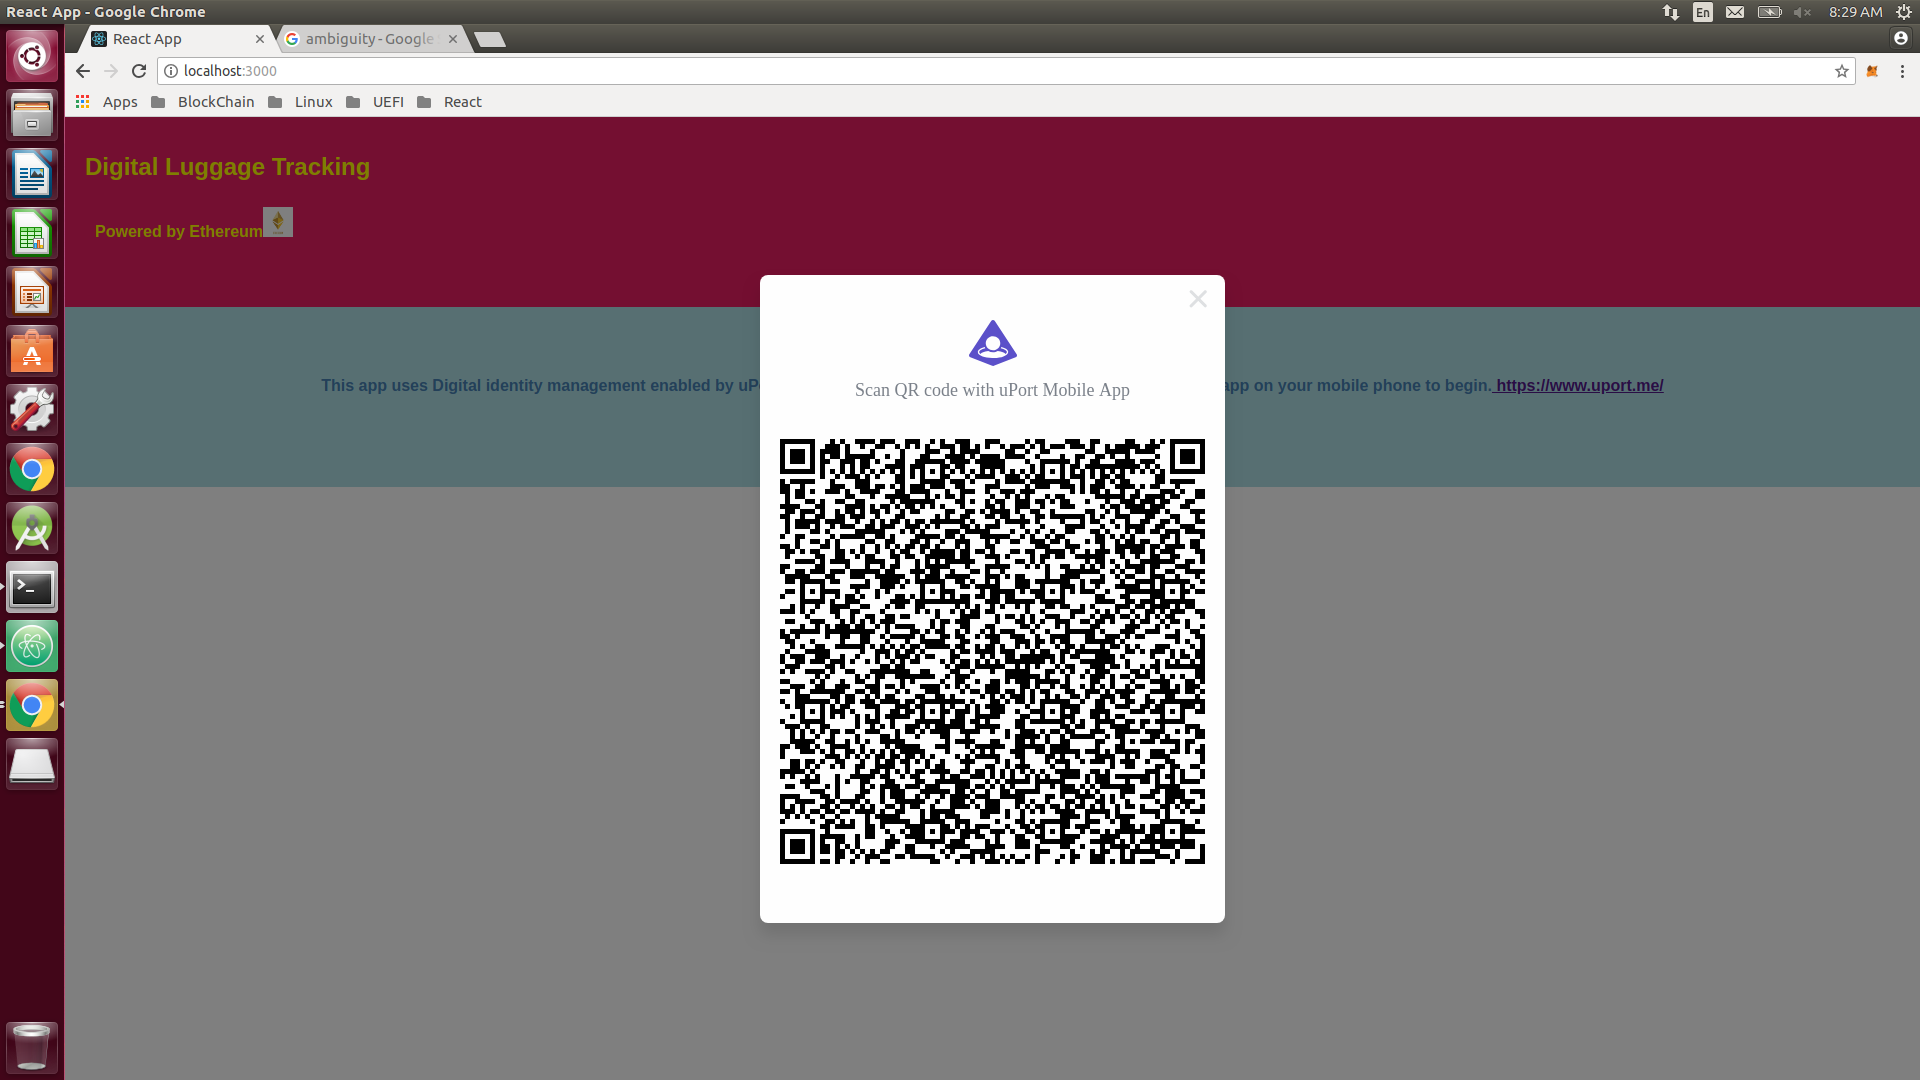 React App - Google Chrome
En
8:29 AM
React App
ambiguity - Google
localhost:3000
Apps
BlockChain
Linux
UEFI
React
Digital Luggage Tracking
Powered by Ethereum
Scan QR code with uPort Mobile App
This app uses Digital identity management enabled by
app on your mobile phone to begin. https://www.uport.me/